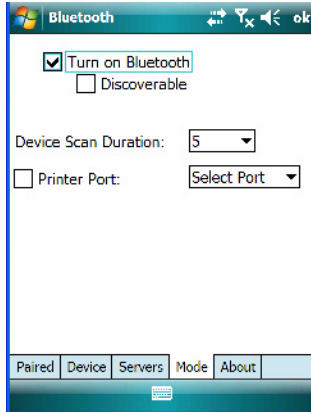 Bluetooth ok
Turn on Bluetooth
Discoverable
Device Scan Duration: 5
Printer Port: Select Port
Paired Device Servers Mode About